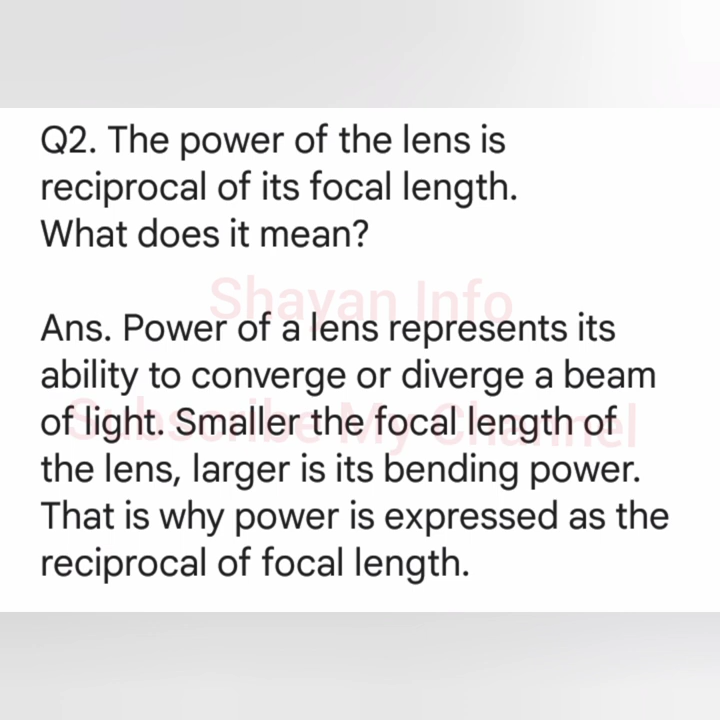 Q2. The power of the lens is
reciprocal of its focal length.
What does it mean?
Shayan Info
Ans. Power of a lens represents its
ability to converge or diverge a beam
of light. Smaller the focal length of
Subscribe My Channel
the lens, larger is its bending power.
That is why power is expressed as the
reciprocal of focal length.